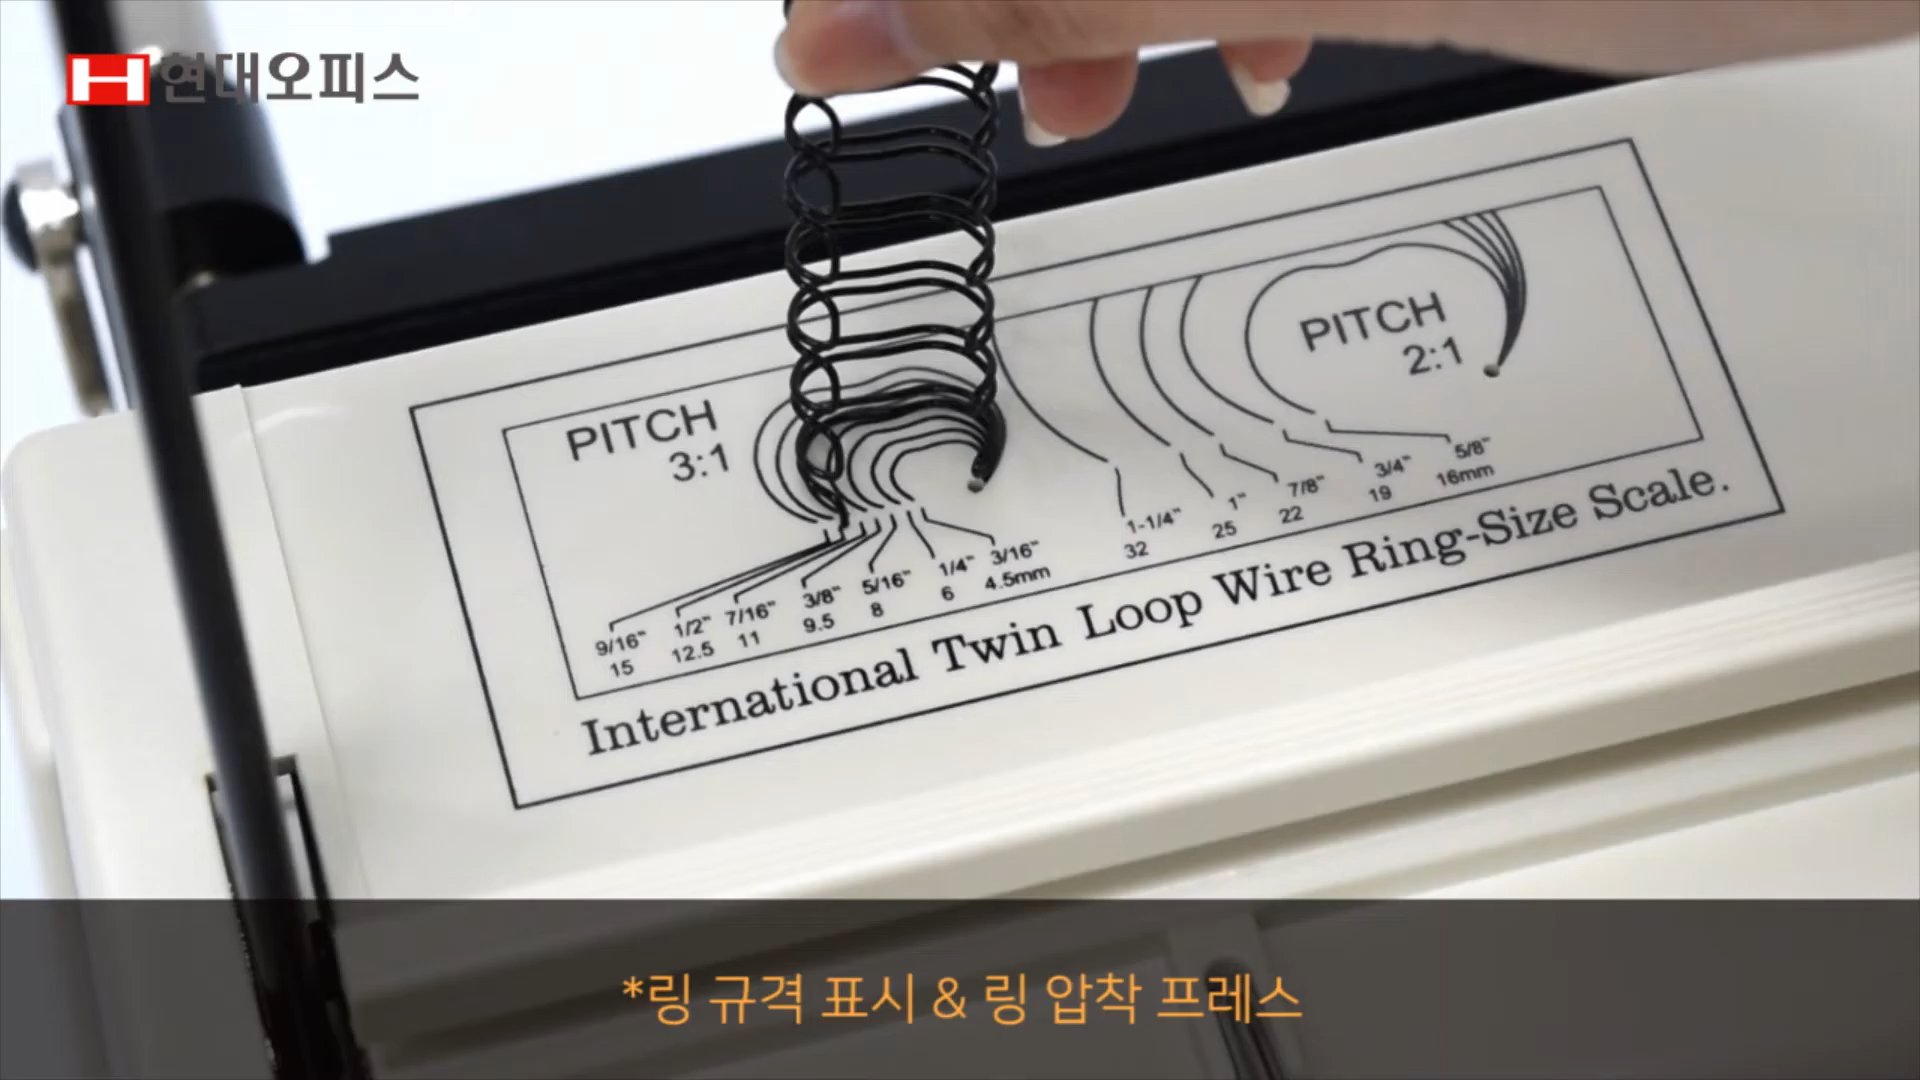 H 현대오피스
PITCH
3:1
PITCH
2:1
9/16" 1/2" 7/16" 3/8" 5/16" 1/4" 3/16"
15 12.5 11 9.5 8 6 4.5mm
1-1/4" 1" 7/8" 3/4" 5/8"
32 25 22 19 16mm
International Twin Loop Wire Ring-Size Scale.
*링 규격 표시 & 링 압착 프레스